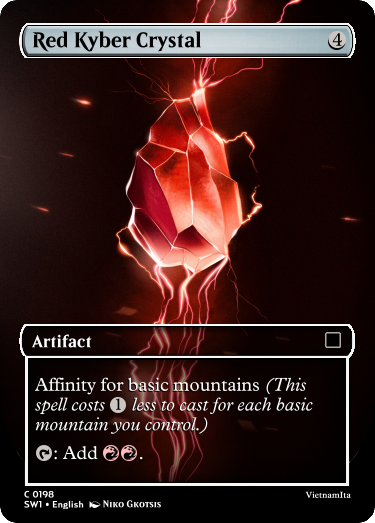 Red Kyber Crystal 4
Artifact
Affinity for basic mountains (This
spell costs 1 less to cast for each basic
mountain you control.)
: Add .
C 0198
SW1 • English Niko Gkotsis
VietnamIta